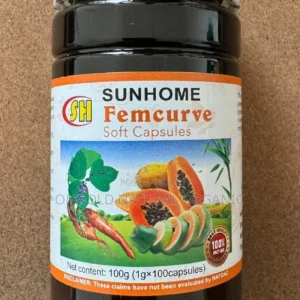 SH
SUNHOME
Femcurve
Soft Capsules
100%
Net content: 100g (1g×100capsules)
DISCLAIMER: These claims have not been evaluated by NAFDAC